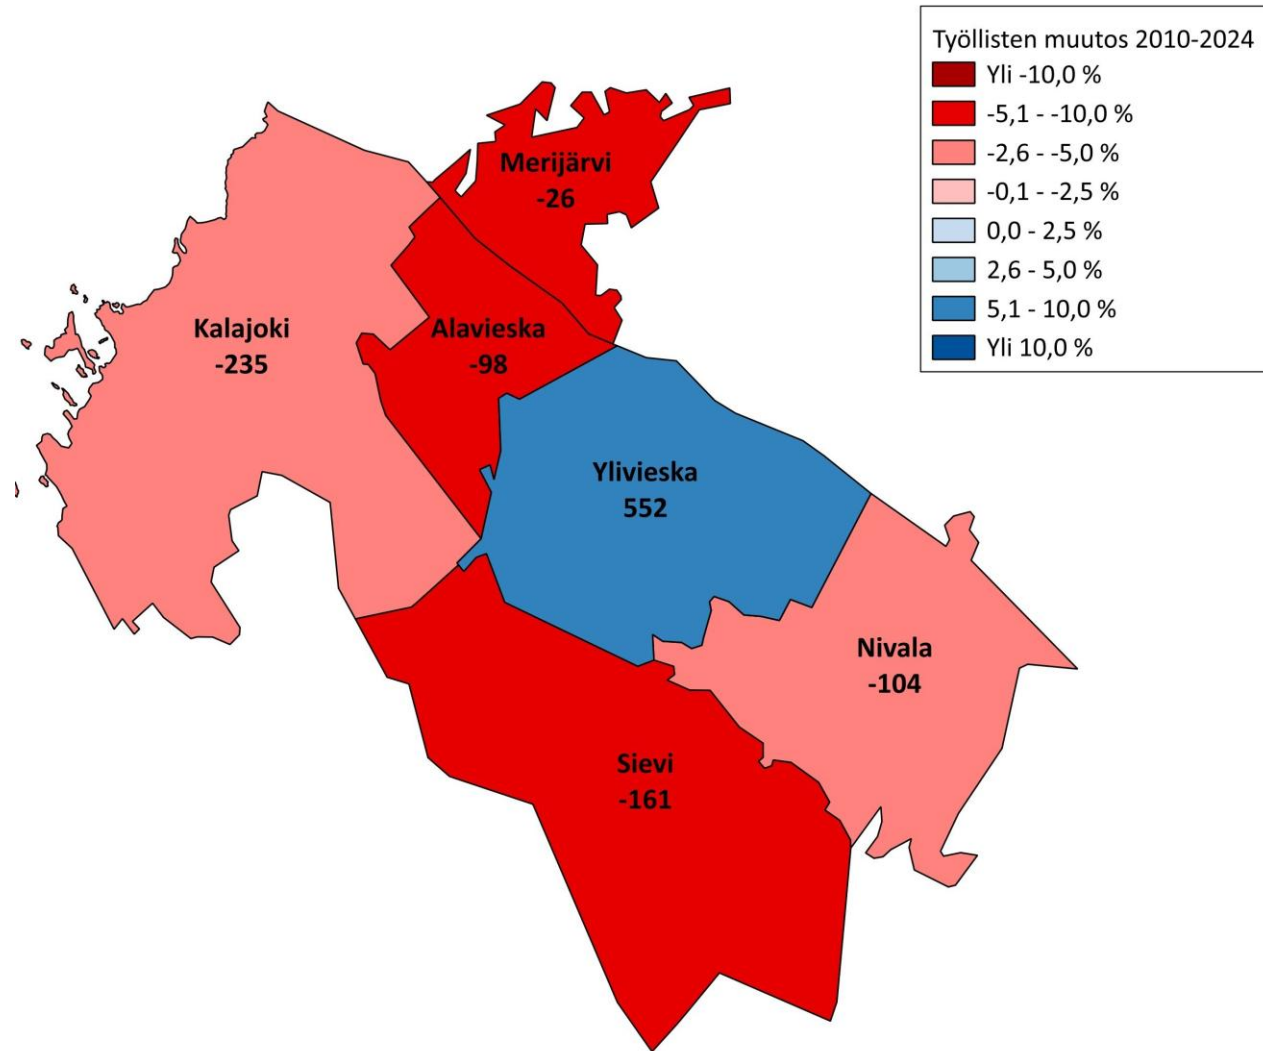 Työllisten muutos 2010-2024
Yli -10,0 %
-5,1 - -10,0 %
-2,6 - -5,0 %
-0,1 - -2,5 %
0,0 - 2,5 %
2,6 - 5,0 %
5,1 - 10,0 %
Yli 10,0 %
Merijärvi
-26
Kalajoki
-235
Alavieska
-98
Ylivieska
552
Nivala
-104
Sievi
-161